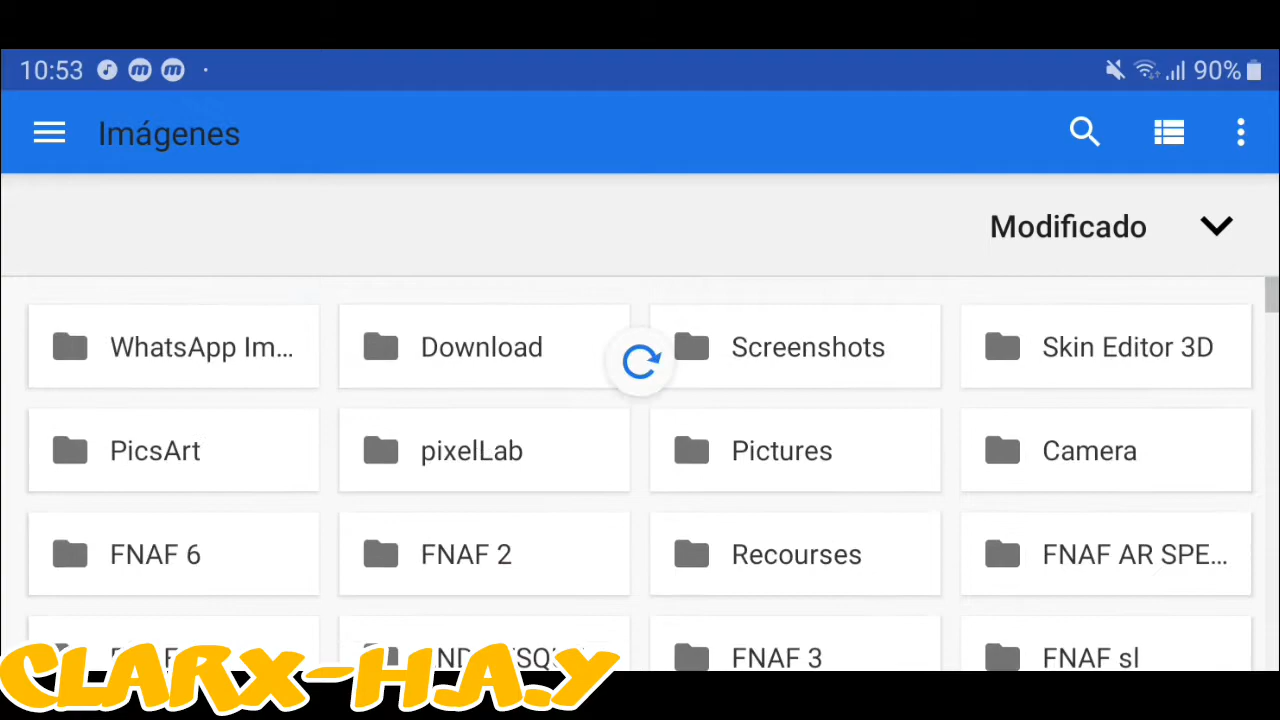 10:53 90%
Imágenes
Modificado
WhatsApp Im... Download Screenshots Skin Editor 3D
PicsArt pixelLab Pictures Camera
FNAF 6 FNAF 2 Recourses FNAF AR SPE...
FNAF 3 FNAF sl
CLARX-H.A.Y